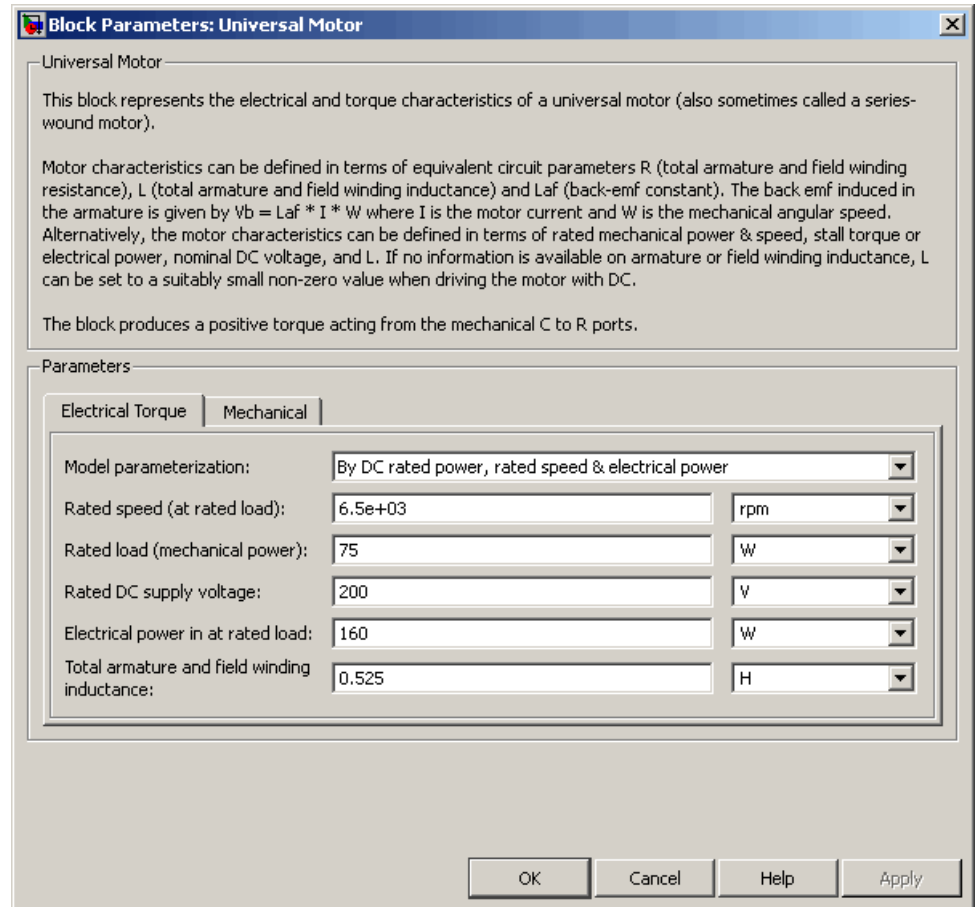 Block Parameters: Universal Motor
Universal Motor
This block represents the electrical and torque characteristics of a universal motor (also sometimes called a series-
wound motor).
Motor characteristics can be defined in terms of equivalent circuit parameters R (total armature and field winding
resistance), L (total armature and field winding inductance) and Laf (back-emf constant). The back emf induced in
the armature is given by Vb = Laf * I * W where I is the motor current and W is the mechanical angular speed.
Alternatively, the motor characteristics can be defined in terms of rated mechanical power & speed, stall torque or
electrical power, nominal DC voltage, and L. If no information is available on armature or field winding inductance, L
can be set to a suitably small non-zero value when driving the motor with DC.
The block produces a positive torque acting from the mechanical C to R ports.
Parameters
Electrical Torque Mechanical
Model parameterization: By DC rated power, rated speed & electrical power
Rated speed (at rated load): 6.5e+03 rpm
Rated load (mechanical power): 75 W
Rated DC supply voltage: 200 V
Electrical power in at rated load: 160 W
Total armature and field winding
inductance: 0.525 H
OK Cancel Help Apply